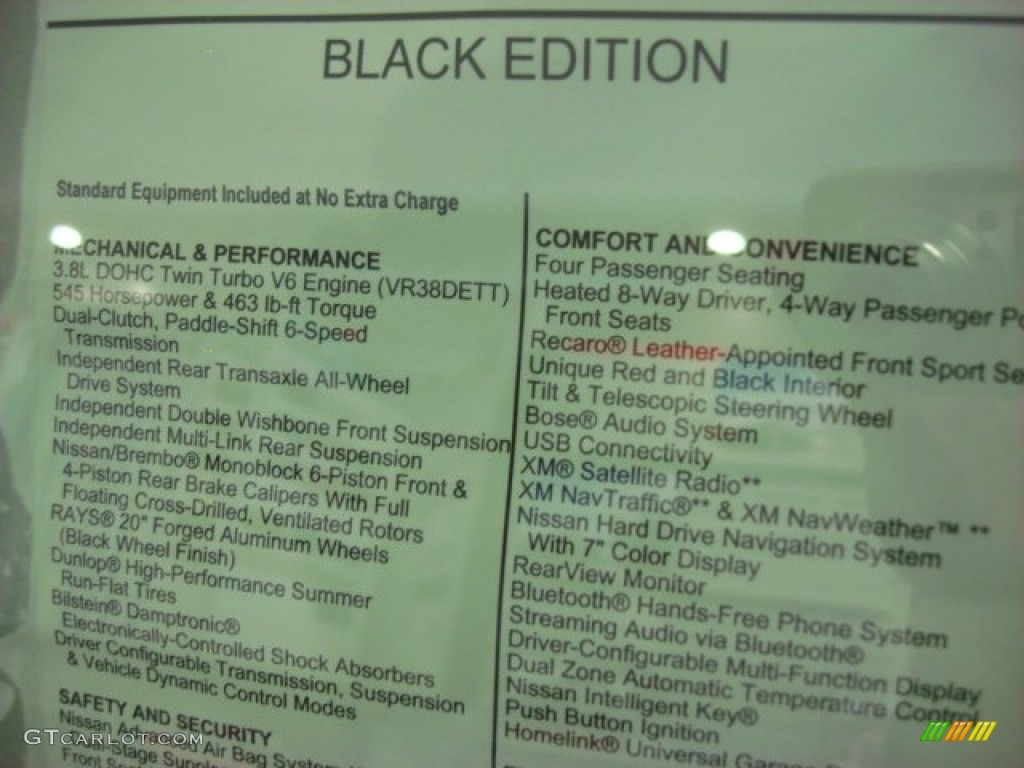 BLACK EDITION
Standard Equipment Included at No Extra Charge
MECHANICAL & PERFORMANCE
3.8L DOHC Twin Turbo V6 Engine (VR38DETT)
545 Horsepower & 463 lb-ft Torque
Dual-Clutch, Paddle-Shift 6-Speed
Transmission
Independent Rear Transaxle All-Wheel
Drive System
Independent Double Wishbone Front Suspension
Independent Multi-Link Rear Suspension
Nissan/Brembo® Monoblock 6-Piston Front &
4-Piston Rear Brake Calipers With Full
Floating Cross-Drilled, Ventilated Rotors
RAYS® 20" Forged Aluminum Wheels
(Black Wheel Finish)
Dunlop® High-Performance Summer
Run-Flat Tires
Bilstein® Damptronic®
Electronically-Controlled Shock Absorbers
Driver Configurable Transmission, Suspension
& Vehicle Dynamic Control Modes
SAFETY AND SECURITY
Nissan Advanced Air Bag System
Front
COMFORT AND CONVENIENCE
Four Passenger Seating
Heated 8-Way Driver, 4-Way Passenger
Front Seats
Recaro® Leather-Appointed Front Sport
Unique Red and Black Interior
Tilt & Telescopic Steering Wheel
Bose® Audio System
USB Connectivity
XM® Satellite Radio**
XM NavTraffic®** & XM NavWeather™ **
Nissan Hard Drive Navigation System
With 7" Color Display
RearView Monitor
Bluetooth® Hands-Free Phone System
Streaming Audio via Bluetooth®
Driver-Configurable Multi-Function Display
Dual Zone Automatic Temperature Control
Nissan Intelligent Key®
Push Button Ignition
Homelink® Universal
GTCARLOT.COM